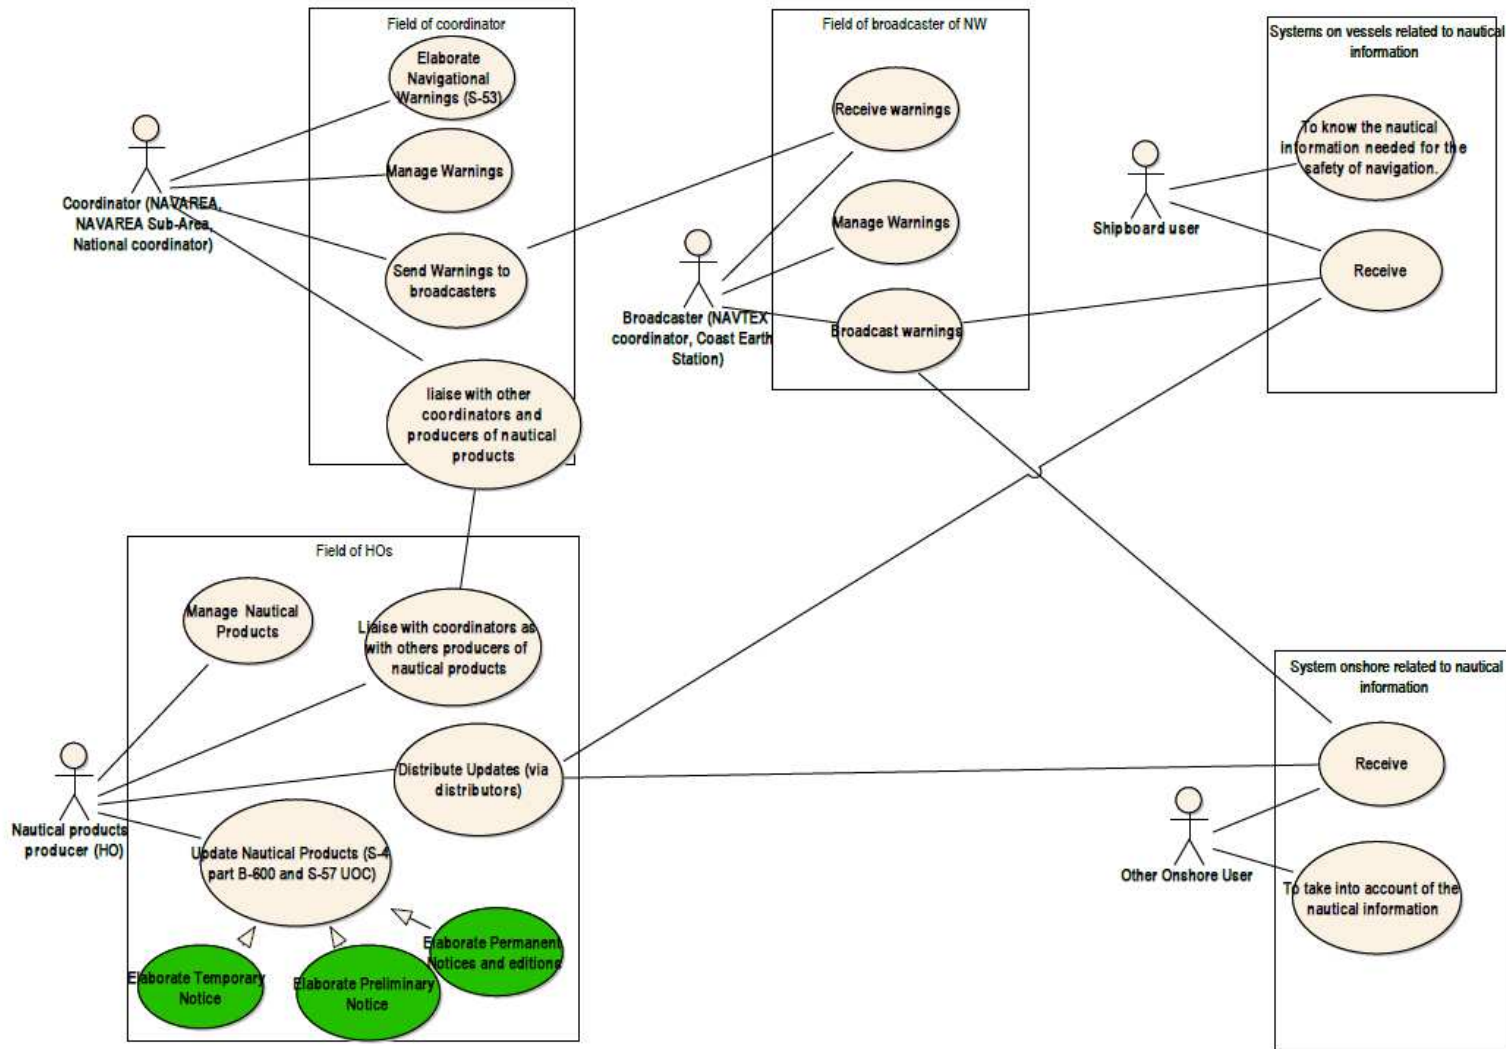 Field of coordinator
Elaborate
Navigational
Warnings (S-53)
Manage Warnings
Coordinator (NAVAREA,
NAVAREA Sub-Area,
National coordinator)
Send Warnings to
broadcasters
liaise with other
coordinators and
producers of nautical
products
Field of broadcaster of NW
Receive warnings
Manage Warnings
Broadcaster (NAVTEX
coordinator, Coast Earth
Station)
Broadcast warnings
Systems on vessels related to nautical
information
To know the nautical
information needed for the
safety of navigation.
Shipboard user
Receive
Field of HOs
Manage Nautical
Products
Liaise with coordinators as
with others producers of
nautical products
Distribute Updates (via
distributors)
Nautical products
producer (HO)
Update Nautical Products (S-4
part B-600 and S-57 UOC)
Elaborate Permanent
Notices and editions
Elaborate Temporary
Notice
Elaborate Preliminary
Notice
System onshore related to nautical
information
Receive
Other Onshore User
To take into account of the
nautical information